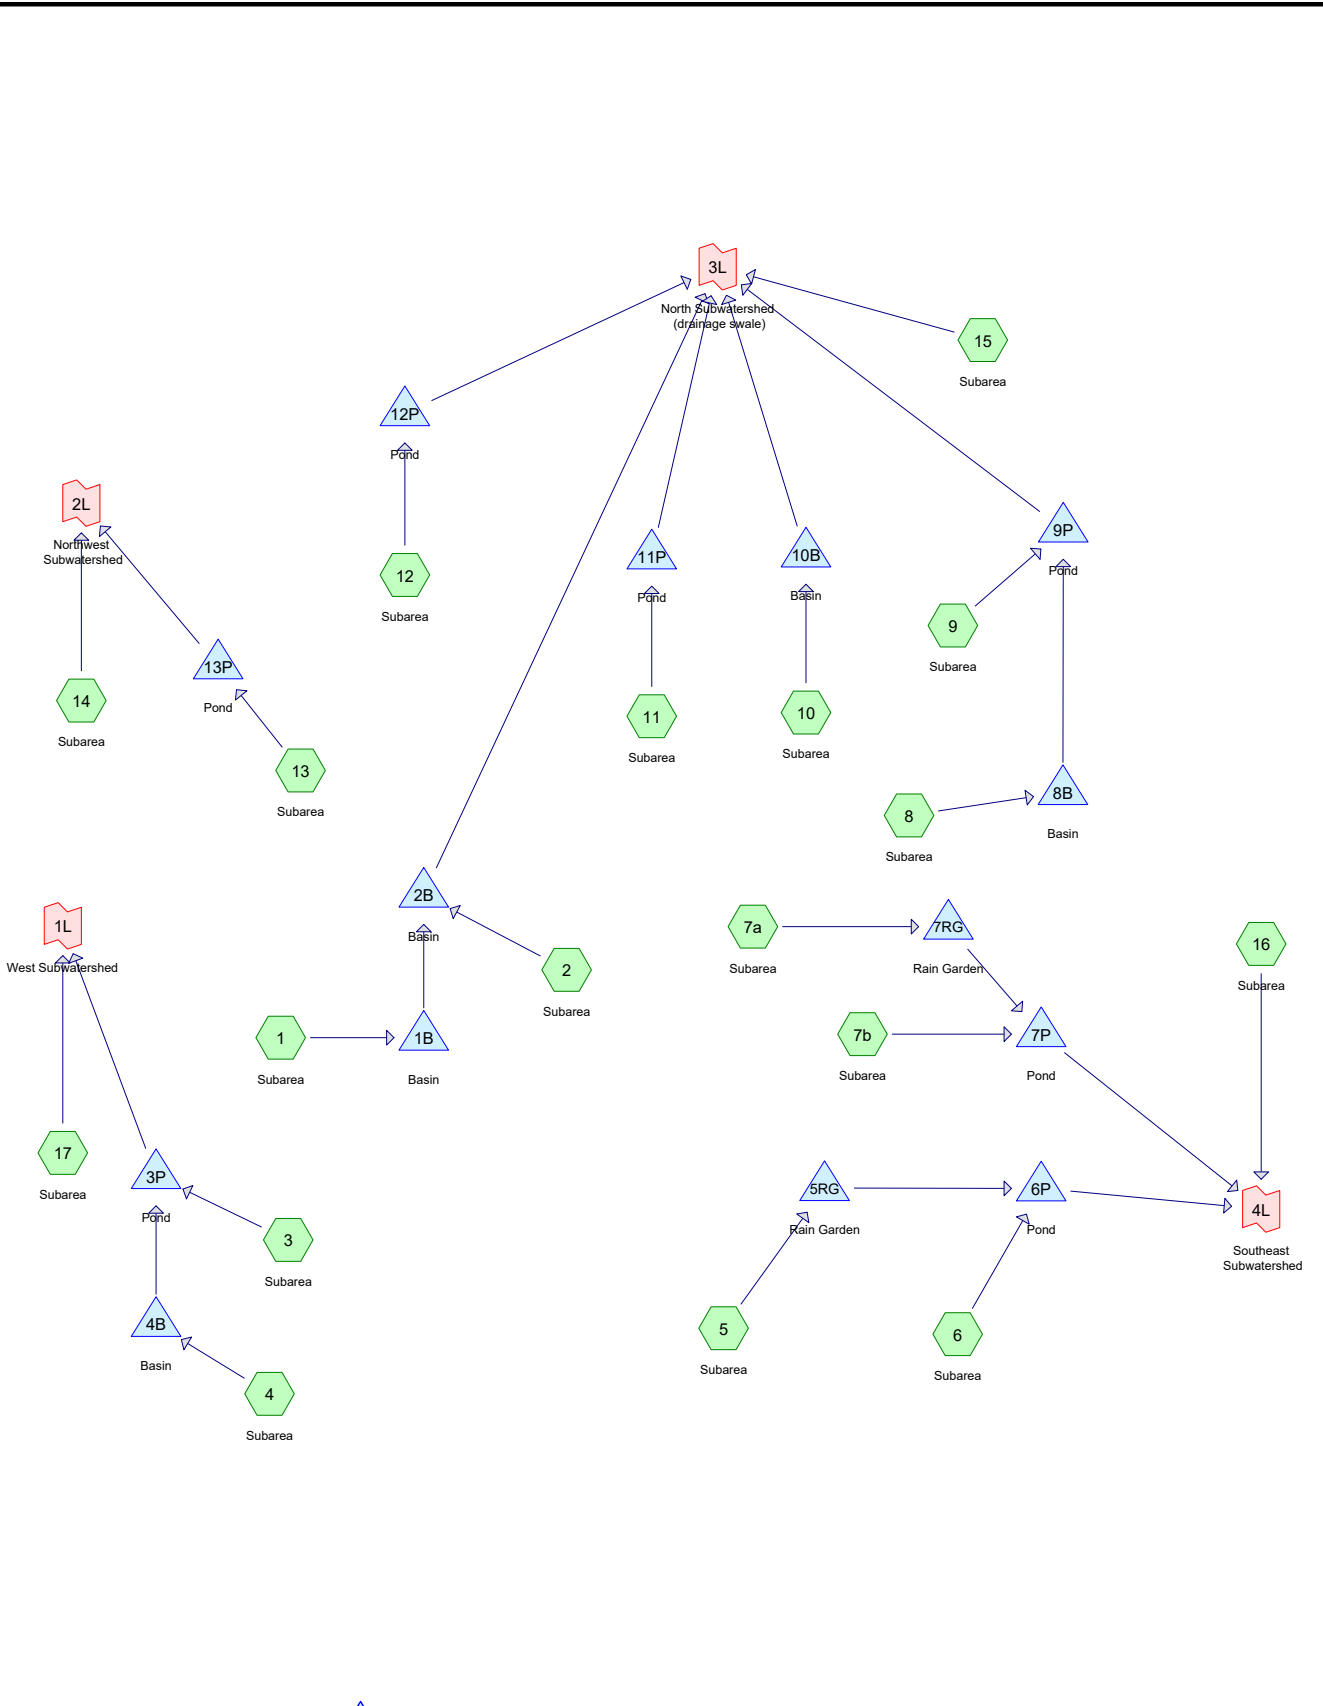 3L
North Subwatershed
(drainage swale)
15
Subarea
12P
Pond
2L
Northwest
Subwatershed
9P
Pond
11P
Pond
10B
Basin
12
Subarea
9
Subarea
13P
Pond
14
Subarea
11
Subarea
10
Subarea
13
Subarea
8B
Basin
8
Subarea
2B
Basin
1L
West Subwatershed
7a
Subarea
7RG
Rain Garden
16
Subarea
2
Subarea
1
Subarea
1B
Basin
7b
Subarea
7P
Pond
17
Subarea
3P
Pond
5RG
Rain Garden
6P
Pond
4L
Southeast
Subwatershed
3
Subarea
4B
Basin
5
Subarea
6
Subarea
4
Subarea